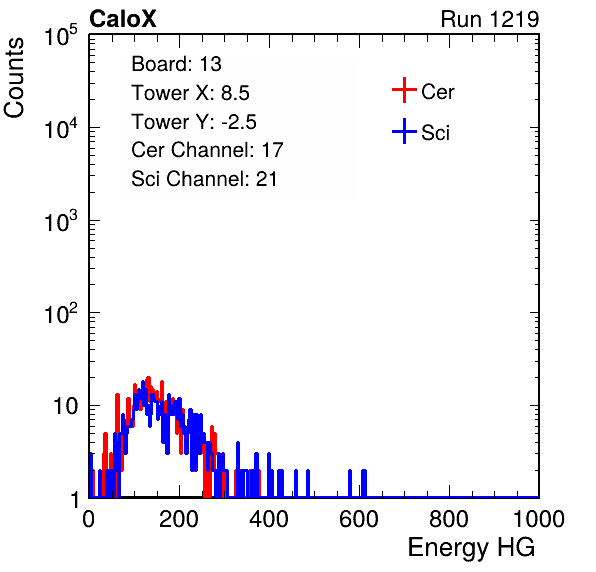 CaloX Run 1219
Counts
Board: 13
Tower X: 8.5
Tower Y: -2.5
Cer Channel: 17
Sci Channel: 21
Cer
Sci
10^5
10^4
10^3
10^2
10
1
0 200 400 600 800 1000
Energy HG